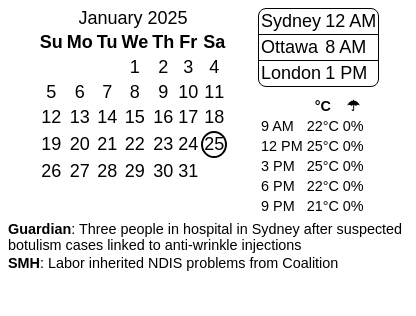 January 2025
Su Mo Tu We Th Fr Sa
1 2 3 4
5 6 7 8 9 10 11
12 13 14 15 16 17 18
19 20 21 22 23 24 25
26 27 28 29 30 31
Sydney 12 AM
Ottawa 8 AM
London 1 PM
°C ☂
9 AM 22°C 0%
12 PM 25°C 0%
3 PM 25°C 0%
6 PM 22°C 0%
9 PM 21°C 0%
Guardian: Three people in hospital in Sydney after suspected
botulism cases linked to anti-wrinkle injections
SMH: Labor inherited NDIS problems from Coalition